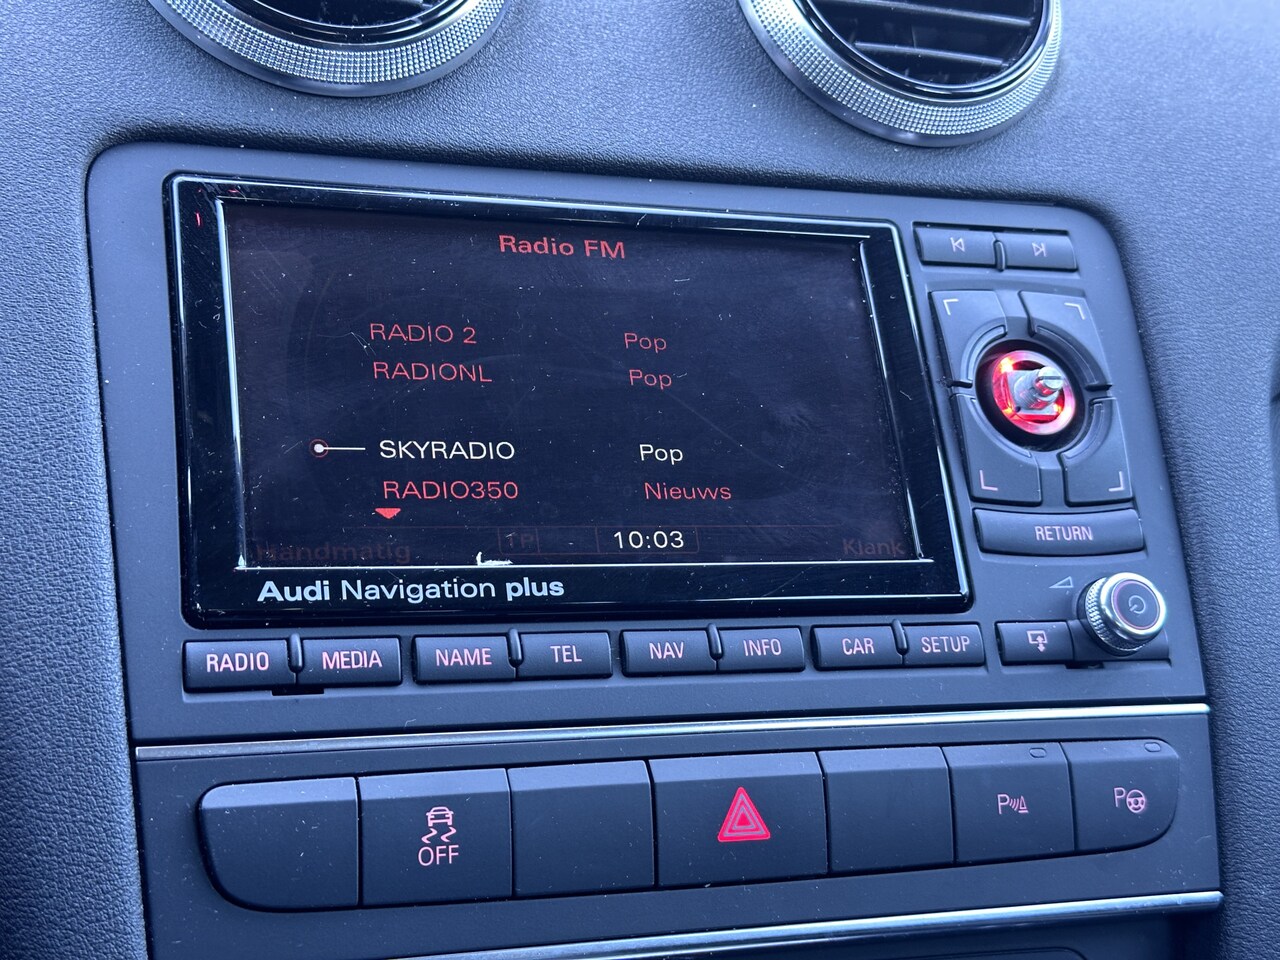 Radio FM
RADIO 2 Pop
RADIONL Pop
SKYRADIO Pop
RADIO350 Nieuws
Handmatig TP 10:03 Klank
Audi Navigation plus
RETURN
RADIO MEDIA NAME TEL NAV INFO CAR SETUP
OFF
P P